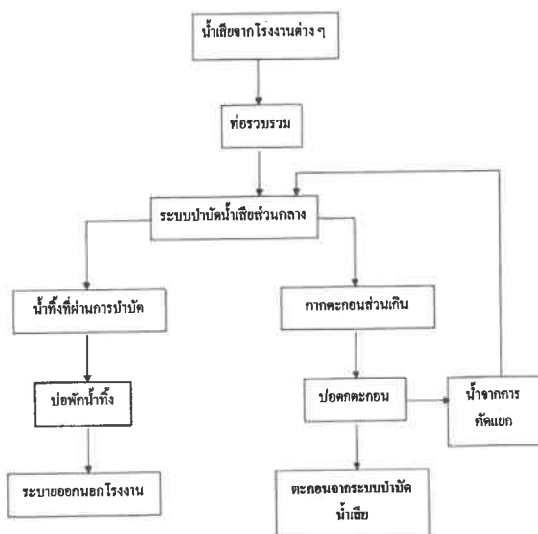 น้ำเสียจากโรงงานต่าง ๆ
ท่อรวบรวม
ระบบบำบัดน้ำเสียส่วนกลาง
น้ำทิ้งที่ผ่านการบำบัด
กากตะกอนส่วนเกิน
บ่อพักน้ำทิ้ง
บ่อตกตะกอน
น้ำจากการ
คัดแยก
ระบายออกนอกโรงงาน
ตะกอนจากระบบบำบัด
น้ำเสีย